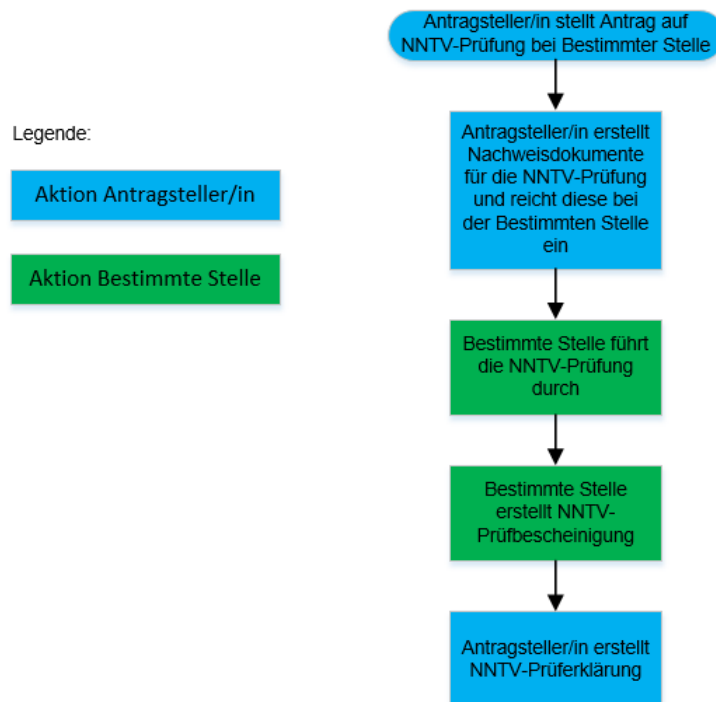 Antragsteller/in stellt Antrag auf
NNTV-Prüfung bei Bestimmter Stelle
Legende:
Aktion Antragsteller/in
Aktion Bestimmte Stelle
Antragsteller/in erstellt
Nachweisdokumente
für die NNTV-Prüfung
und reicht diese bei
der Bestimmten Stelle
ein
Bestimmte Stelle führt
die NNTV-Prüfung
durch
Bestimmte Stelle
erstellt NNTV-
Prüfbescheinigung
Antragsteller/in erstellt
NNTV-Prüferklärung